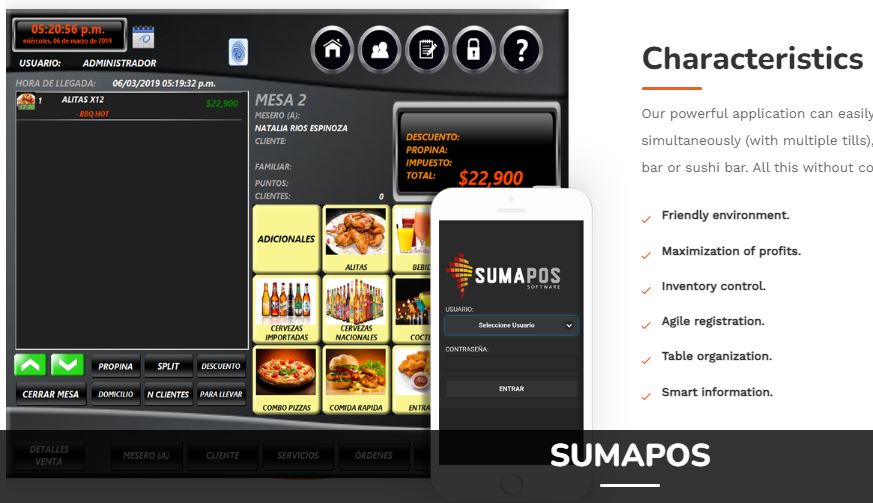 05:20:56 p.m.
miércoles, 06 de marzo de 2019
USUARIO: ADMINISTRADOR
?
HORA DE LLEGADA: 06/03/2019 05:19:32 p.m.
1 ALITAS X12 $22,900
- BBQ HOT
17:20
MESA 2
MESERO (A):
NATALIA RIOS ESPINOZA
CLIENTE:
FAMILIAR:
PUNTOS:
CLIENTES: 0
DESCUENTO:
PROPINA:
IMPUESTO:
TOTAL: $22,900
ADICIONALES
ALITAS
BEBID
CERVEZAS IMPORTADAS
CERVEZAS NACIONALES
COCTE
COMBO PIZZAS
COMIDA RAPIDA
ENTRA
PROPINA SPLIT DESCUENTO
CERRAR MESA DOMICILIO N CLIENTES PARA LLEVAR
DETALLES VENTA
MESERO (A) CLIENTE SERVICIOS ÓRDENES
SUMAPOS
SOFTWARE
USUARIO:
Seleccione Usuario
CONTRASEÑA:
ENTRAR
Characteristics
Our powerful application can easily
simultaneously (with multiple tills),
bar or sushi bar. All this without co
Friendly environment.
Maximization of profits.
Inventory control.
Agile registration.
Table organization.
Smart information.
SUMAPOS